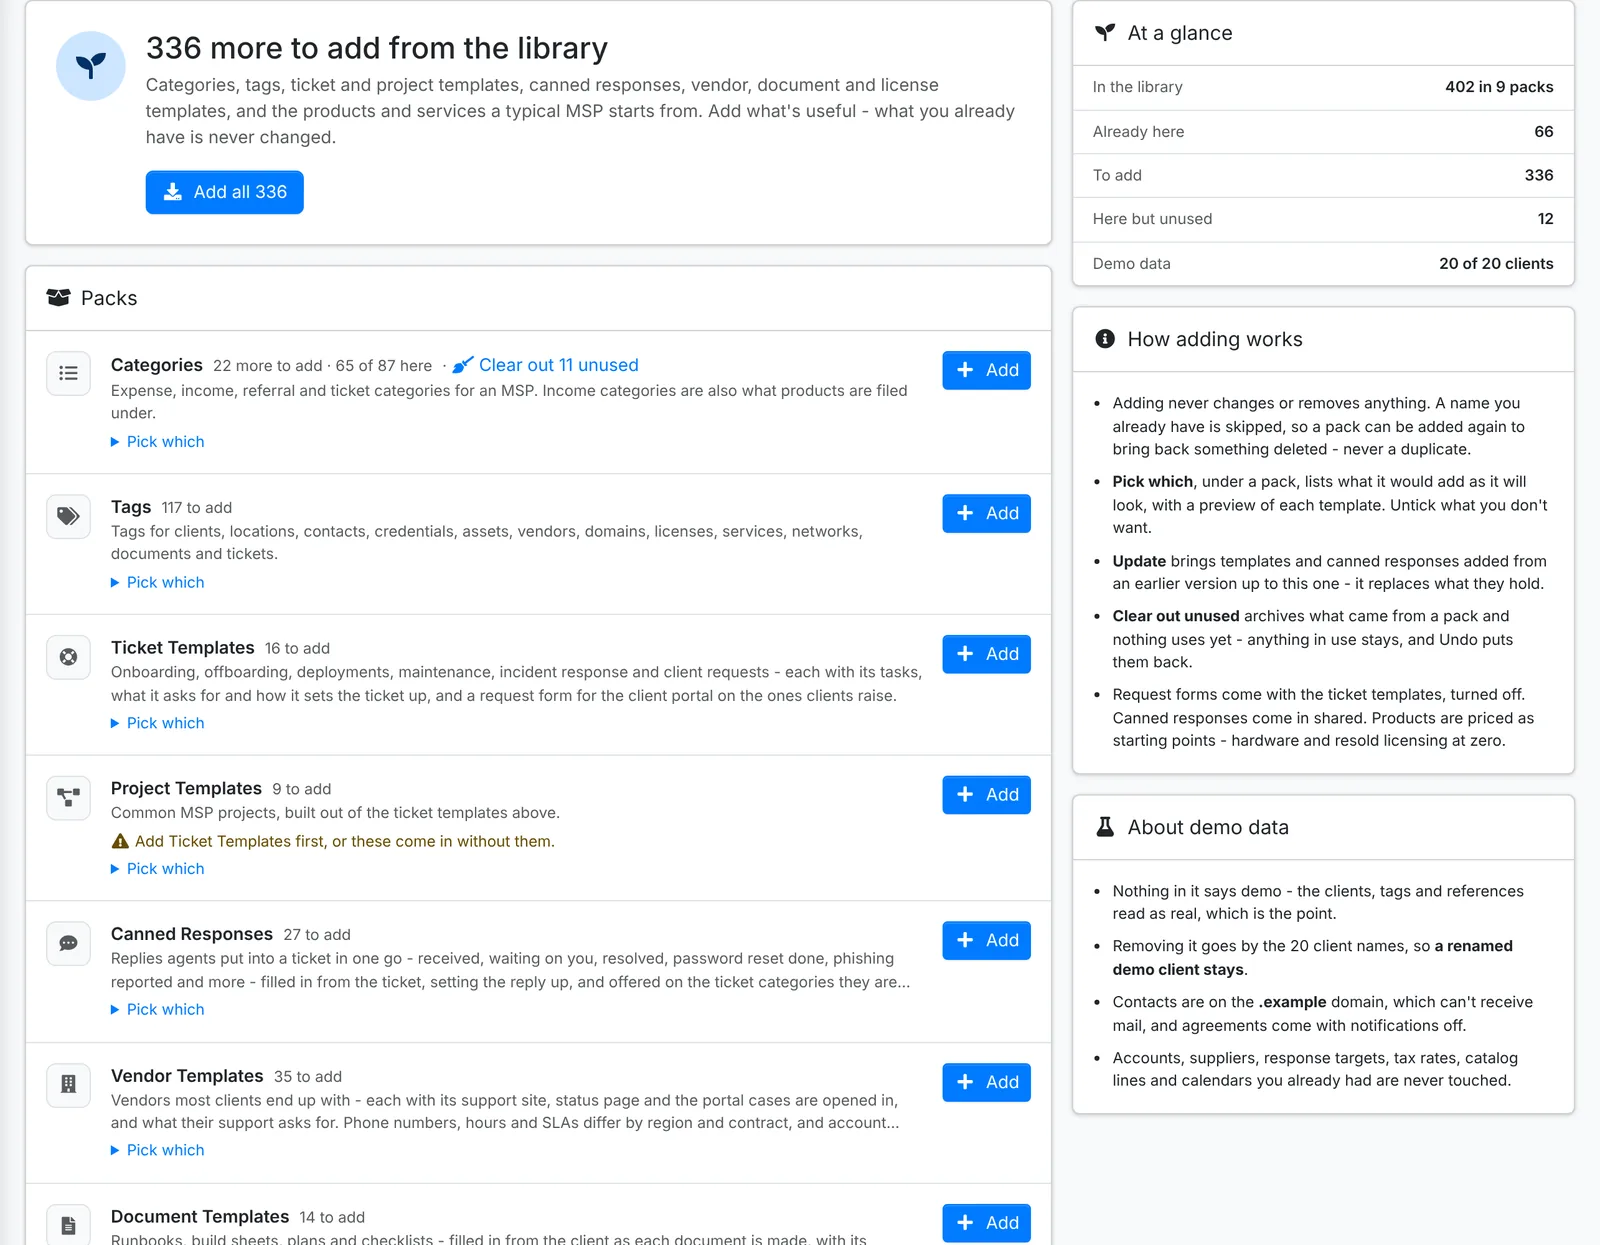 336 more to add from the library
Categories, tags, ticket and project templates, canned responses, vendor, document and license
templates, and the products and services a typical MSP starts from. Add what's useful - what you already
have is never changed.
Add all 336
Packs
Categories 22 more to add · 65 of 87 here · Clear out 11 unused
Expense, income, referral and ticket categories for an MSP. Income categories are also what products are filed
under.
Pick which
Add
Tags 117 to add
Tags for clients, locations, contacts, credentials, assets, vendors, domains, licenses, services, networks,
documents and tickets.
Pick which
Add
Ticket Templates 16 to add
Onboarding, offboarding, deployments, maintenance, incident response and client requests - each with its tasks,
what it asks for and how it sets the ticket up, and a request form for the client portal on the ones clients raise.
Pick which
Add
Project Templates 9 to add
Common MSP projects, built out of the ticket templates above.
Add Ticket Templates first, or these come in without them.
Pick which
Add
Canned Responses 27 to add
Replies agents put into a ticket in one go - received, waiting on you, resolved, password reset done, phishing
reported and more - filled in from the ticket, setting the reply up, and offered on the ticket categories they are...
Pick which
Add
Vendor Templates 35 to add
Vendors most clients end up with - each with its support site, status page and the portal cases are opened in,
and what their support asks for. Phone numbers, hours and SLAs differ by region and contract, and account...
Pick which
Add
Document Templates 14 to add
Runbooks, build sheets, plans and checklists - filled in from the client as each document is made, with its
Add
At a glance
In the library 402 in 9 packs
Already here 66
To add 336
Here but unused 12
Demo data 20 of 20 clients
How adding works
• Adding never changes or removes anything. A name you
already have is skipped, so a pack can be added again to
bring back something deleted - never a duplicate.
• Pick which, under a pack, lists what it would add as it will
look, with a preview of each template. Untick what you don't
want.
• Update brings templates and canned responses added from
an earlier version up to this one - it replaces what they hold.
• Clear out unused archives what came from a pack and
nothing uses yet - anything in use stays, and Undo puts
them back.
• Request forms come with the ticket templates, turned off.
Canned responses come in shared. Products are priced as
starting points - hardware and resold licensing at zero.
About demo data
• Nothing in it says demo - the clients, tags and references
read as real, which is the point.
• Removing it goes by the 20 client names, so a renamed
demo client stays.
• Contacts are on the .example domain, which can't receive
mail, and agreements come with notifications off.
• Accounts, suppliers, response targets, tax rates, catalog
lines and calendars you already had are never touched.